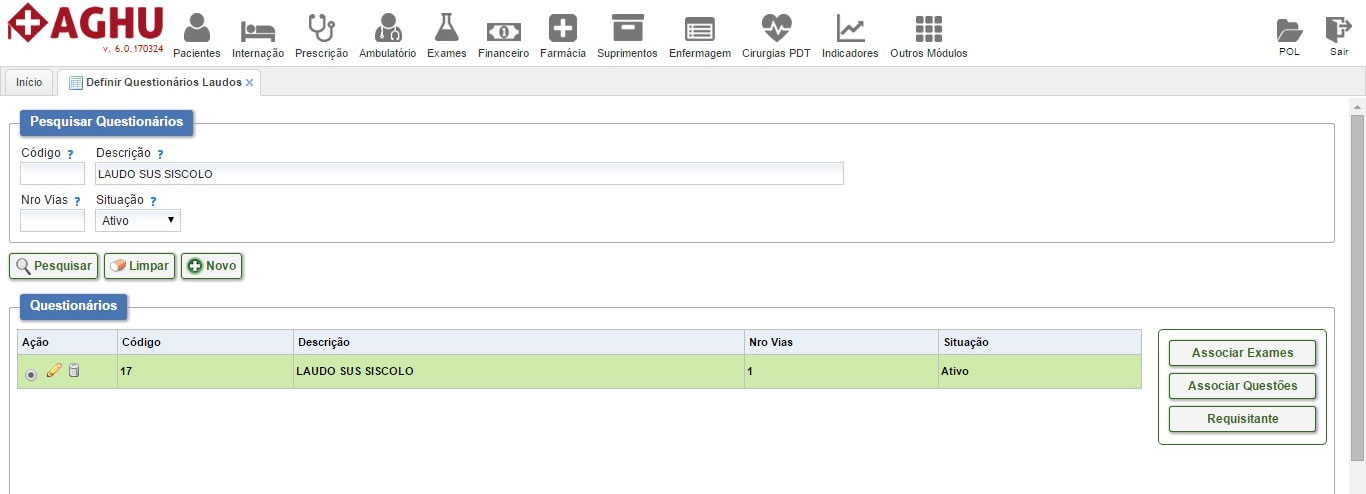 AGHU
v. 6.0.170324
Pacientes Internação Prescrição Ambulatório Exames Financeiro Farmácia Suprimentos Enfermagem Cirurgias PDT Indicadores Outros Módulos POL Sair
Início Definir Questionários Laudos
Pesquisar Questionários
Código ? Descrição ?
LAUDO SUS SISCOLO
Nro Vias ? Situação ?
Ativo
Pesquisar Limpar Novo
Questionários
Ação Código Descrição Nro Vias Situação
17 LAUDO SUS SISCOLO 1 Ativo
Associar Exames
Associar Questões
Requisitante